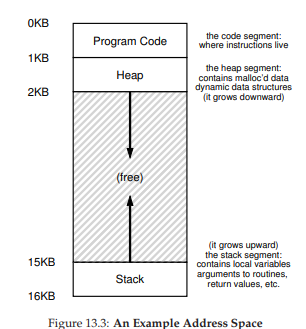 0KB
Program Code
the code segment:
where instructions live
1KB
Heap
the heap segment:
contains malloc'd data
dynamic data structures
(it grows downward)
2KB
(free)
(it grows upward)
the stack segment:
contains local variables
arguments to routines,
return values, etc.
15KB
Stack
16KB
Figure 13.3: An Example Address Space